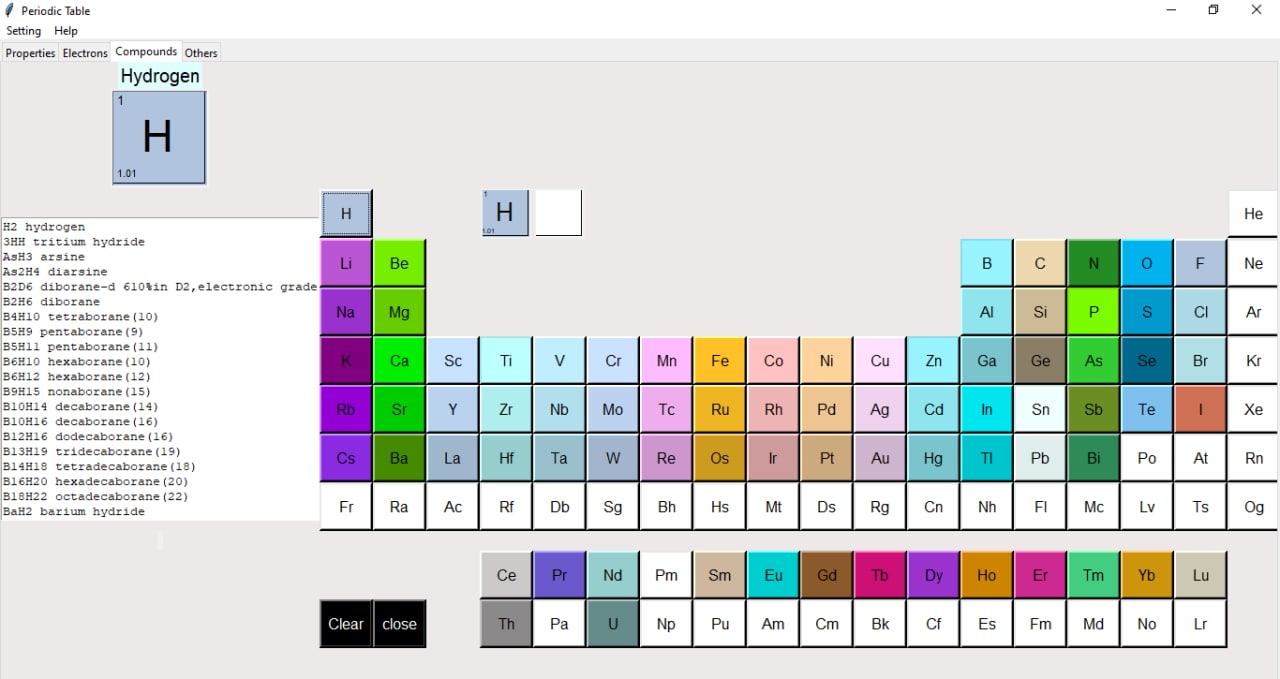 Periodic Table
Setting Help
Properties Electrons Compounds Others
Hydrogen
1
H
1.01
H2 hydrogen
3HH tritium hydride
AsH3 arsine
As2H4 diarsine
B2D6 diborane-d 610%in D2,electronic grade
B2H6 diborane
B4H10 tetraborane(10)
B5H9 pentaborane(9)
B5H11 pentaborane(11)
B6H10 hexaborane(10)
B6H12 hexaborane(12)
B9H15 nonaborane(15)
B10H14 decaborane(14)
B10H16 decaborane(16)
B12H16 dodecaborane(16)
B13H19 tridecaborane(19)
B14H18 tetradecaborane(18)
B16H20 hexadecaborane(20)
B18H22 octadecaborane(22)
BaH2 barium hydride
1
H
1.01
H He
Li Be B C N O F Ne
Na Mg Al Si P S Cl Ar
K Ca Sc Ti V Cr Mn Fe Co Ni Cu Zn Ga Ge As Se Br Kr
Rb Sr Y Zr Nb Mo Tc Ru Rh Pd Ag Cd In Sn Sb Te I Xe
Cs Ba La Hf Ta W Re Os Ir Pt Au Hg Tl Pb Bi Po At Rn
Fr Ra Ac Rf Db Sg Bh Hs Mt Ds Rg Cn Nh Fl Mc Lv Ts Og
Ce Pr Nd Pm Sm Eu Gd Tb Dy Ho Er Tm Yb Lu
Clear close Th Pa U Np Pu Am Cm Bk Cf Es Fm Md No Lr